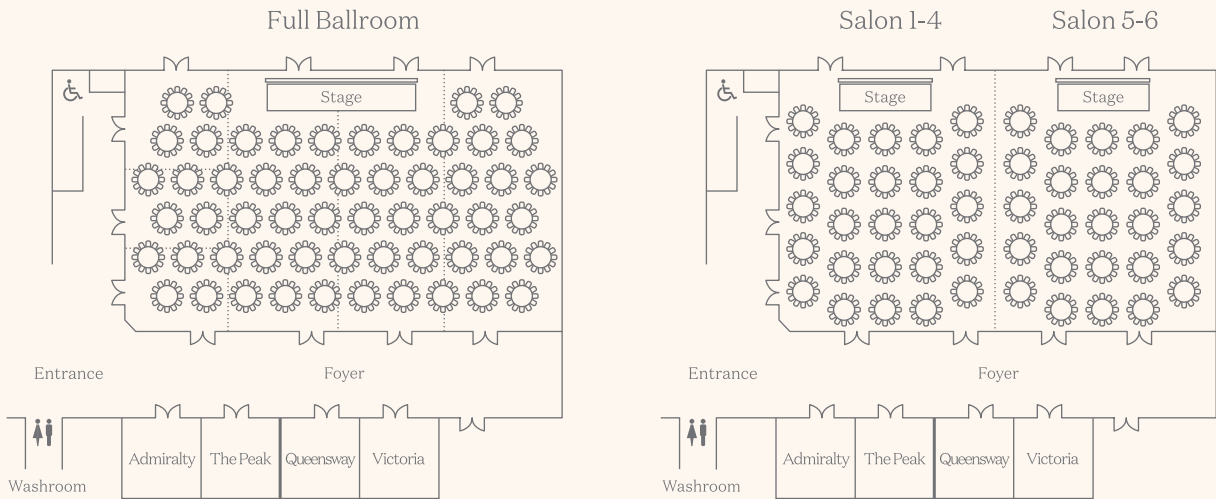 Full Ballroom
Stage
Entrance
Foyer
Admiralty
The Peak
Queensway
Victoria
Washroom
Salon 1-4
Salon 5-6
Stage
Stage
Entrance
Foyer
Admiralty
The Peak
Queensway
Victoria
Washroom